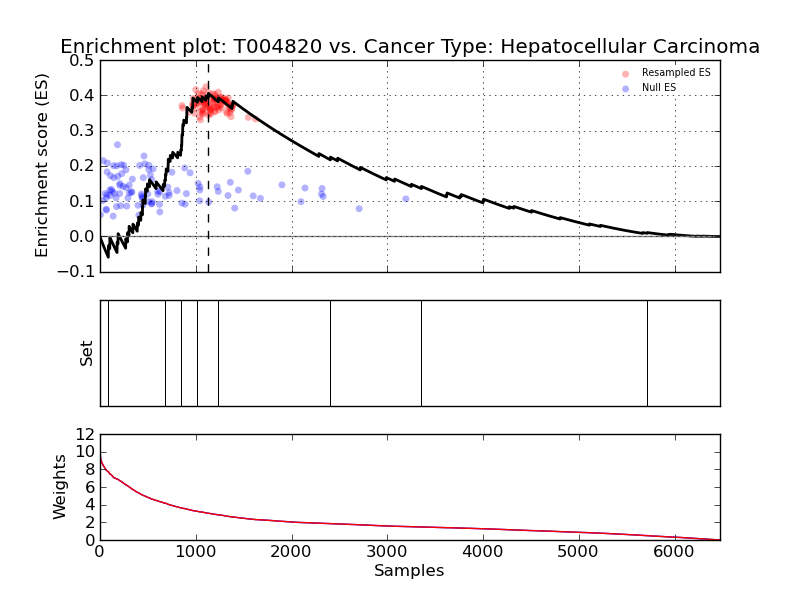 Enrichment plot: T004820 vs. Cancer Type: Hepatocellular Carcinoma
0.5
0.4
0.3
0.2
0.1
0.0
−0.1
Enrichment score (ES)
Resampled ES
Null ES
Set
12
10
8
6
4
2
0
Weights
0 1000 2000 3000 4000 5000 6000
Samples